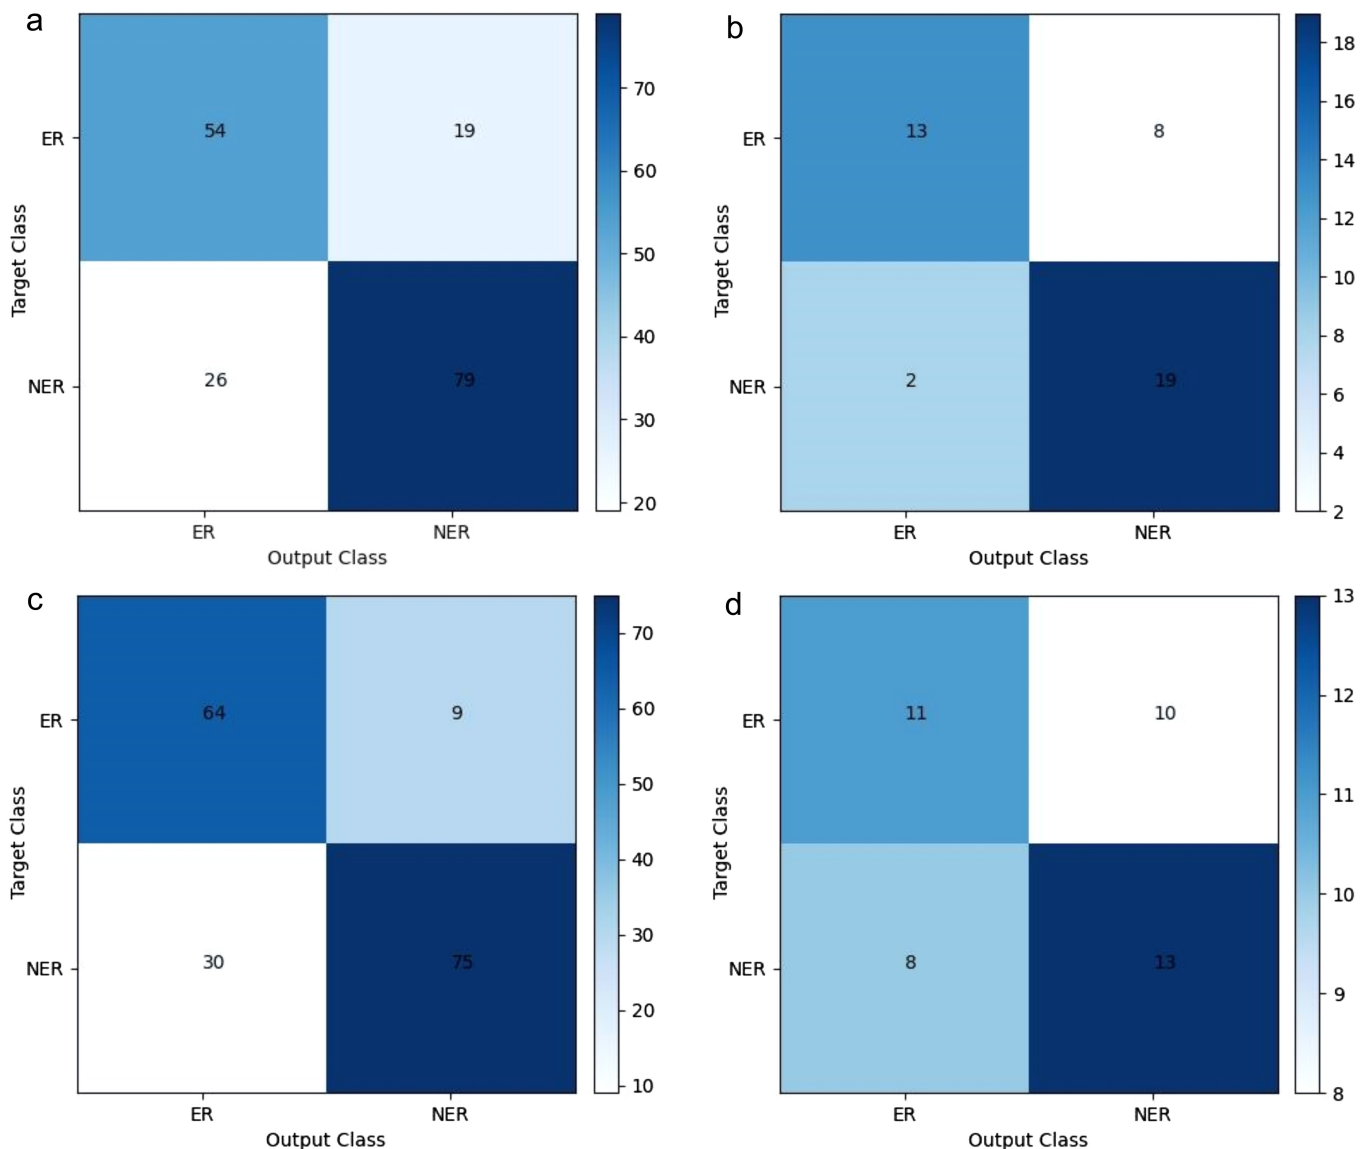 a
Target Class
ER
NER
54
19
26
79
ER
NER
Output Class
70
60
50
40
30
20
b
Target Class
ER
NER
13
8
2
19
ER
NER
Output Class
18
16
14
12
10
8
6
4
2
c
Target Class
ER
NER
64
9
30
75
ER
NER
Output Class
70
60
50
40
30
20
10
d
Target Class
ER
NER
11
10
8
13
ER
NER
Output Class
13
12
11
10
9
8